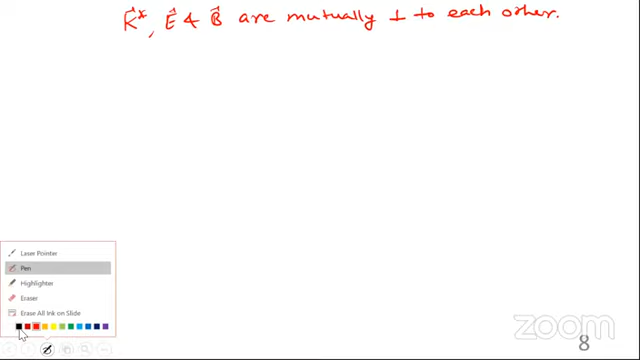 K*, E & B are mutually ⊥ to each other.
Laser Pointer
Pen
Highlighter
Eraser
Erase All Ink on Slide
zoom
8